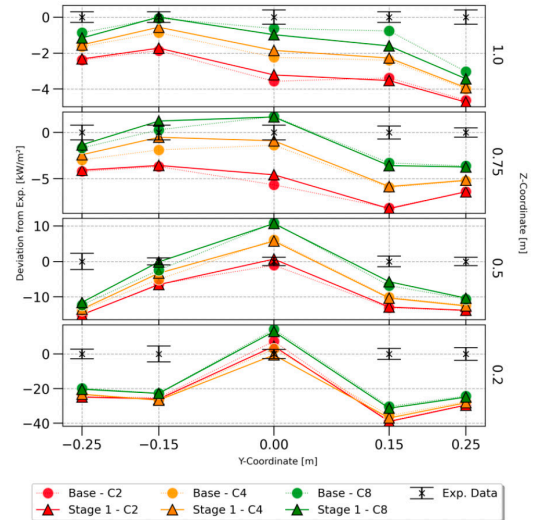 0
−2
−4
1.0
0
−5
0.75
10
0
−10
0.5
0
−20
−40
0.2
Deviation from Exp. [kW/m²]
Z-Coordinate [m]
−0.25 −0.15 0.00 0.15 0.25
Y-Coordinate [m]
Base - C2 Base - C4 Base - C8 Exp. Data
Stage 1 - C2 Stage 1 - C4 Stage 1 - C8